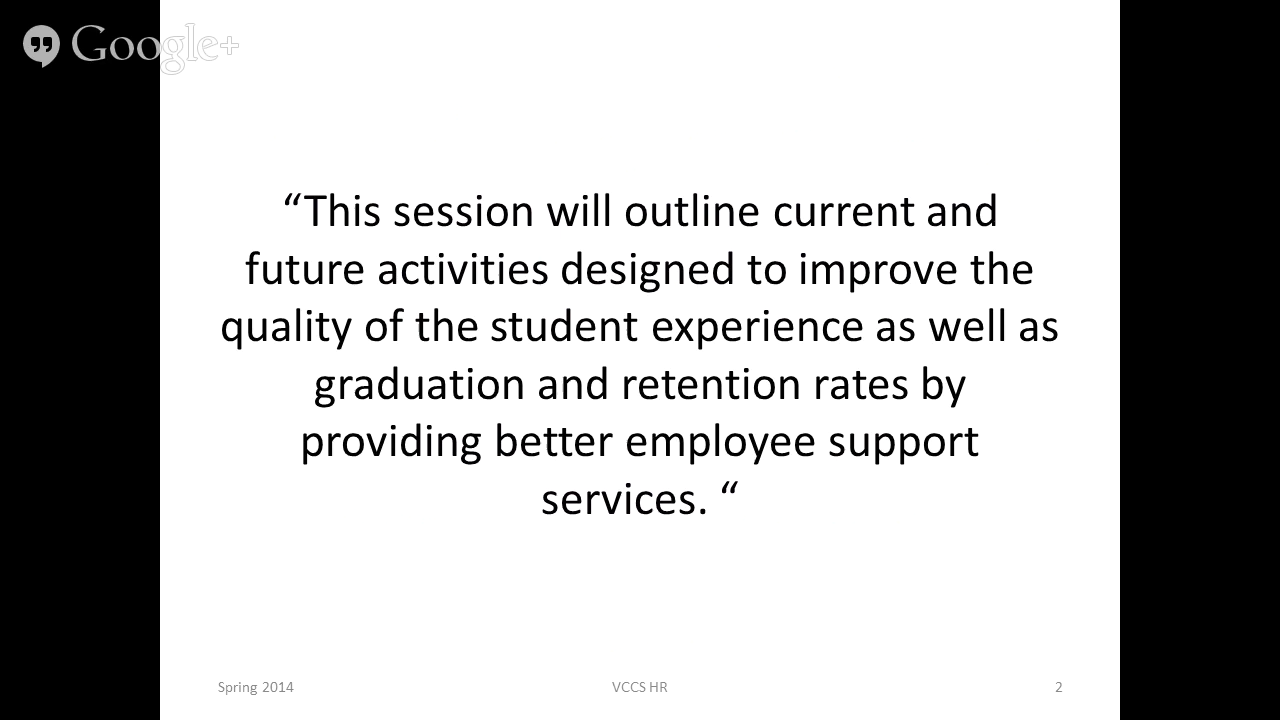 Google+
“This session will outline current and
future activities designed to improve the
quality of the student experience as well as
graduation and retention rates by
providing better employee support
services. “
Spring 2014
VCCS HR
2